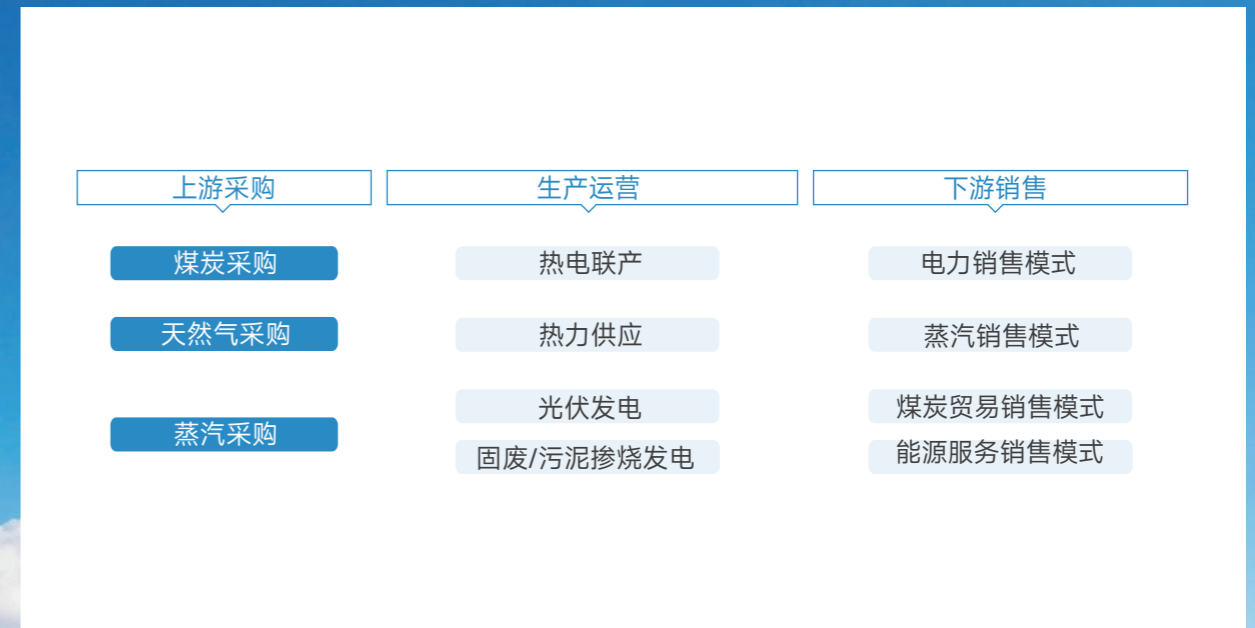 上游采购
生产运营
下游销售
煤炭采购
热电联产
电力销售模式
天然气采购
热力供应
蒸汽销售模式
光伏发电
煤炭贸易销售模式
蒸汽采购
固废/污泥掺烧发电
能源服务销售模式